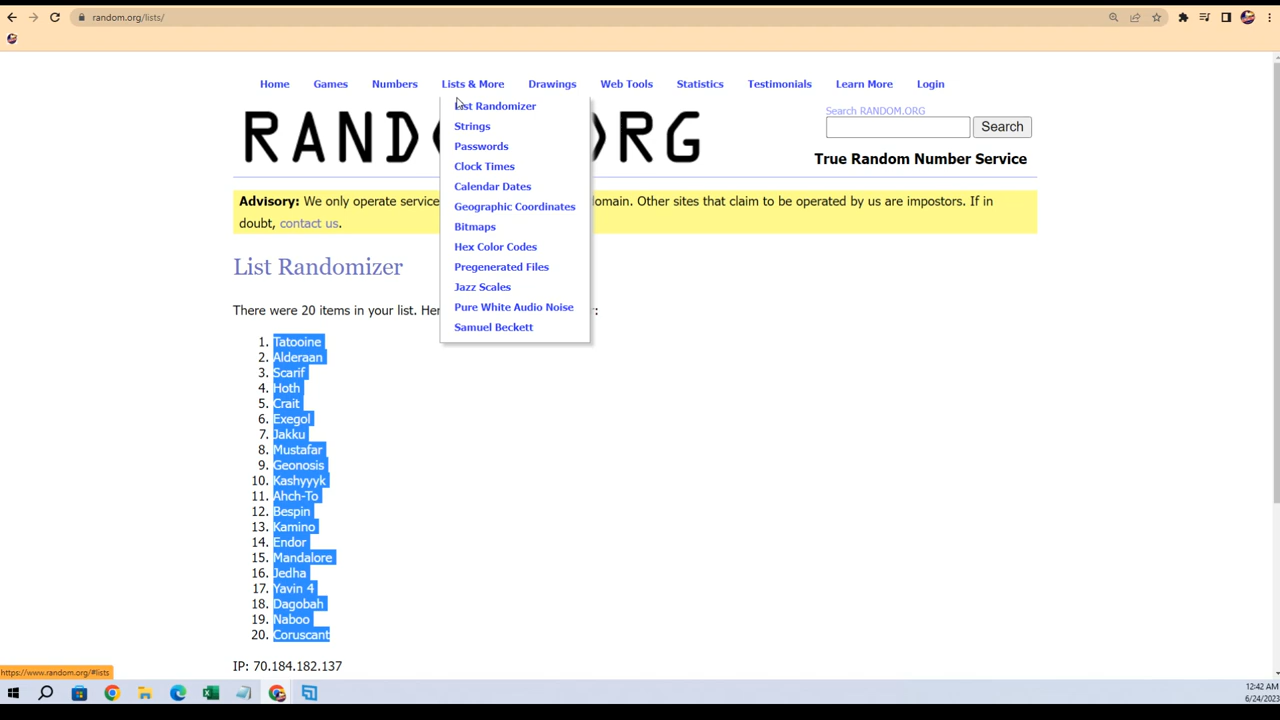 random.org/lists/
Home Games Numbers Lists & More Drawings Web Tools Statistics Testimonials Learn More Login
List Randomizer
Strings
Passwords
Clock Times
Calendar Dates
Geographic Coordinates
Bitmaps
Hex Color Codes
Pregenerated Files
Jazz Scales
Pure White Audio Noise
Samuel Beckett
RAND RG
Search RANDOM.ORG
Search
True Random Number Service
Advisory: We only operate service omain. Other sites that claim to be operated by us are impostors. If in
doubt, contact us.
List Randomizer
There were 20 items in your list. Her :
1. Tatooine
2. Alderaan
3. Scarif
4. Hoth
5. Crait
6. Exegol
7. Jakku
8. Mustafar
9. Geonosis
10. Kashyyyk
11. Ahch-To
12. Bespin
13. Kamino
14. Endor
15. Mandalore
16. Jedha
17. Yavin 4
18. Dagobah
19. Naboo
20. Coruscant
IP: 70.184.182.137
https://www.random.org/#lists
12:42 AM
6/24/2023